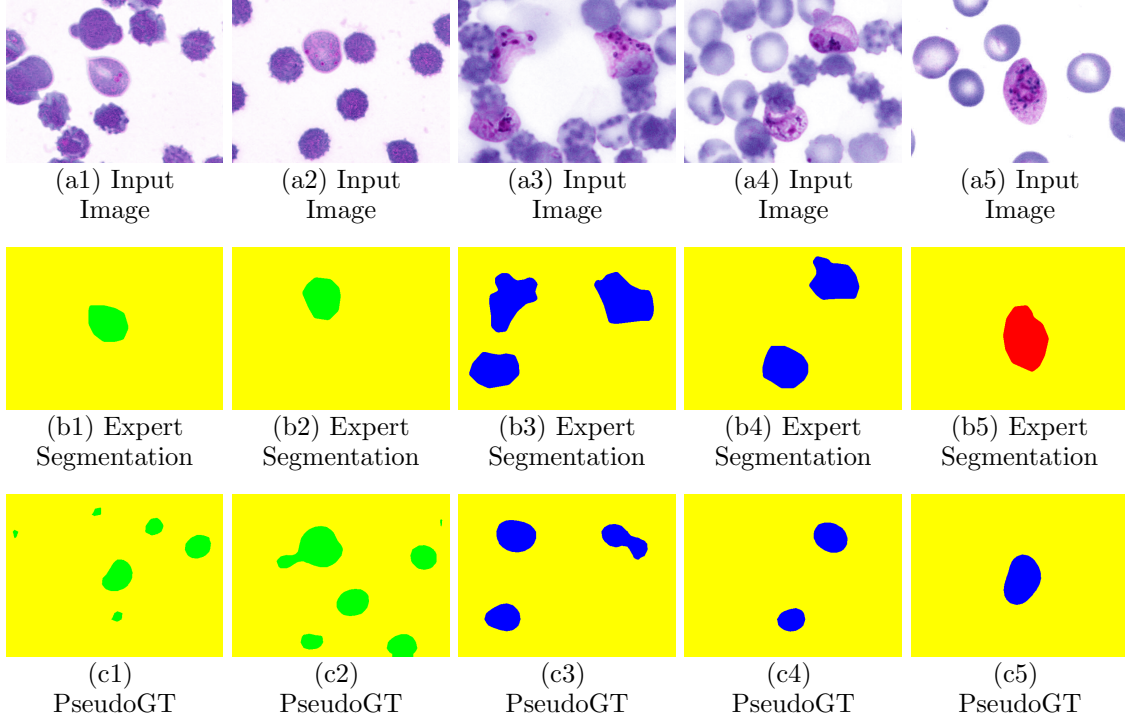 (a1) Input
Image
(a2) Input
Image
(a3) Input
Image
(a4) Input
Image
(a5) Input
Image
(b1) Expert
Segmentation
(b2) Expert
Segmentation
(b3) Expert
Segmentation
(b4) Expert
Segmentation
(b5) Expert
Segmentation
(c1)
PseudoGT
(c2)
PseudoGT
(c3)
PseudoGT
(c4)
PseudoGT
(c5)
PseudoGT